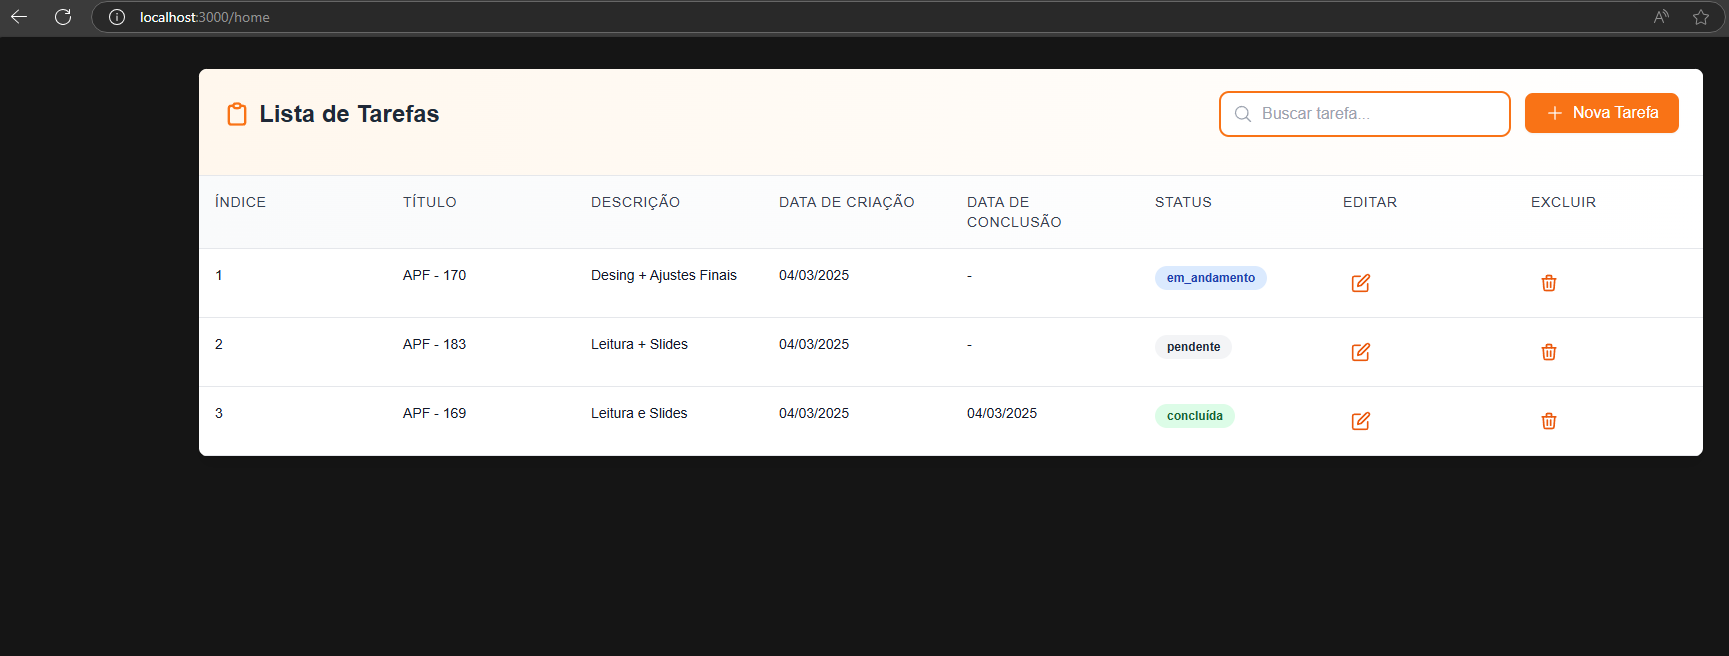 localhost:3000/home
Lista de Tarefas
Buscar tarefa...
Nova Tarefa
ÍNDICE TÍTULO DESCRIÇÃO DATA DE CRIAÇÃO DATA DE CONCLUSÃO STATUS EDITAR EXCLUIR
1 APF - 170 Desing + Ajustes Finais 04/03/2025 - em_andamento
2 APF - 183 Leitura + Slides 04/03/2025 - pendente
3 APF - 169 Leitura e Slides 04/03/2025 04/03/2025 concluída